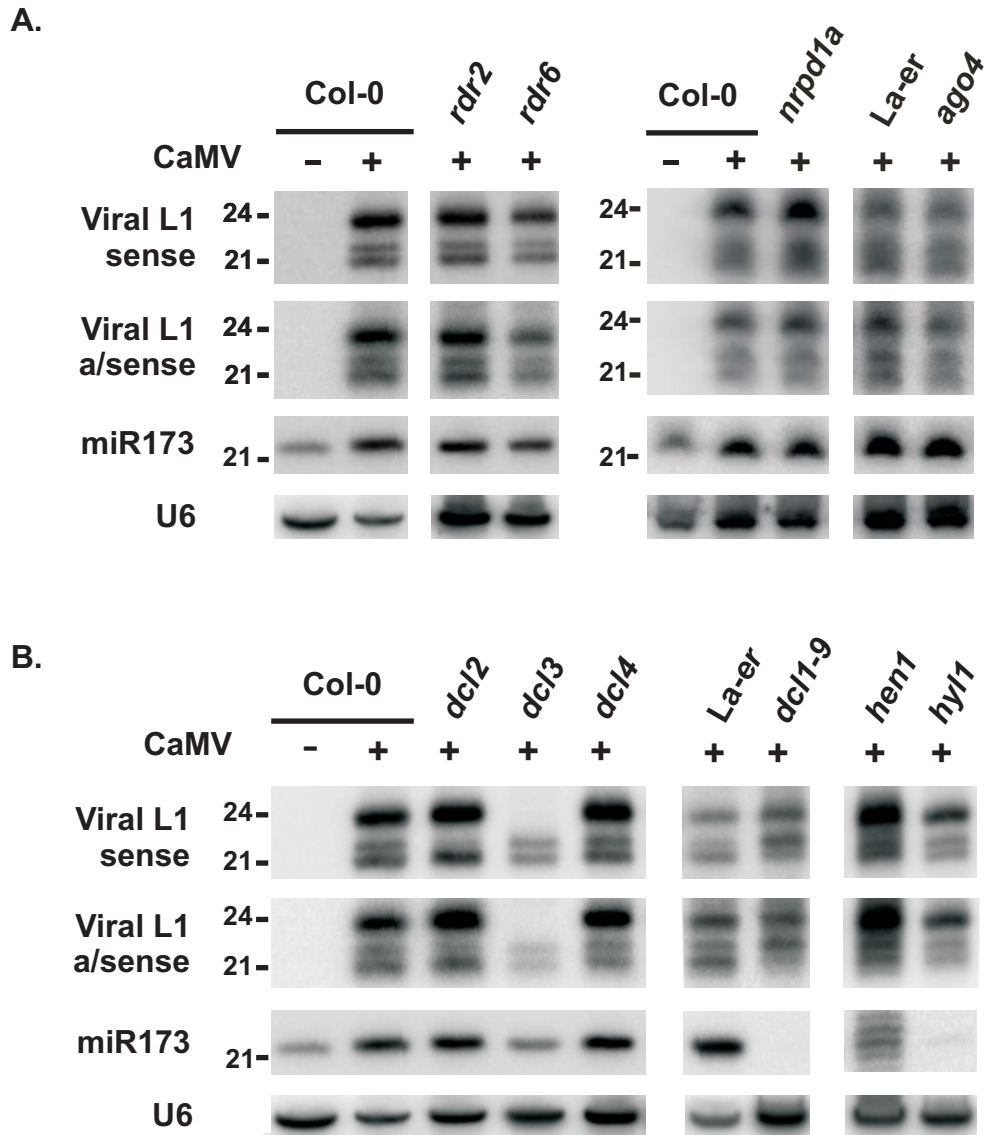 A.
Col-0 rdr2 rdr6 Col-0 nrpd1a La-er ago4
CaMV - + + + - + + + +
Viral L1 sense 24- 21- 24- 21-
Viral L1 a/sense 24- 21- 24- 21-
miR173 21- 21-
U6
B.
Col-0 dcl2 dcl3 dcl4 La-er dcl1-9 hen1 hyl1
CaMV - + + + + + + + +
Viral L1 sense 24- 21-
Viral L1 a/sense 24- 21-
miR173 21-
U6